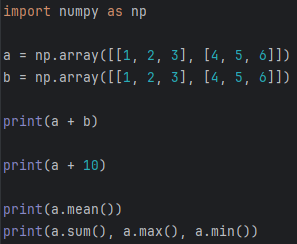 import numpy as np
a = np.array([[1, 2, 3], [4, 5, 6]])
b = np.array([[1, 2, 3], [4, 5, 6]])
print(a + b)
print(a + 10)
print(a.mean())
print(a.sum(), a.max(), a.min())